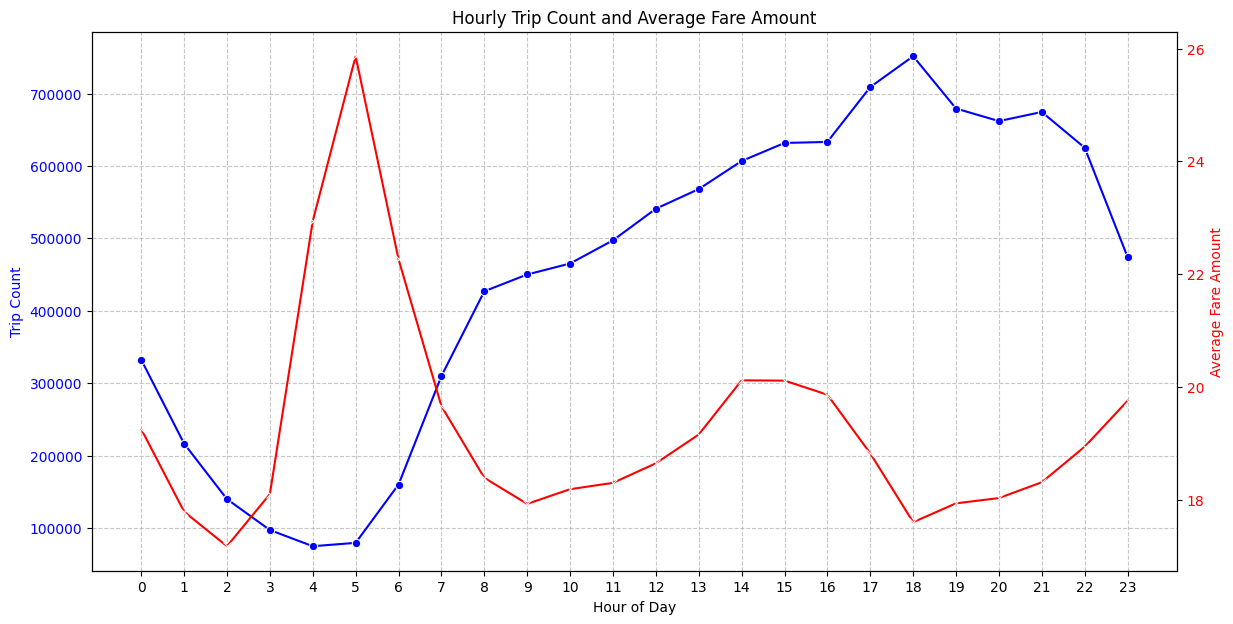 Hourly Trip Count and Average Fare Amount
Trip Count
700000
600000
500000
400000
300000
200000
100000
0 1 2 3 4 5 6 7 8 9 10 11 12 13 14 15 16 17 18 19 20 21 22 23
Hour of Day
26
24
22
20
18
Average Fare Amount